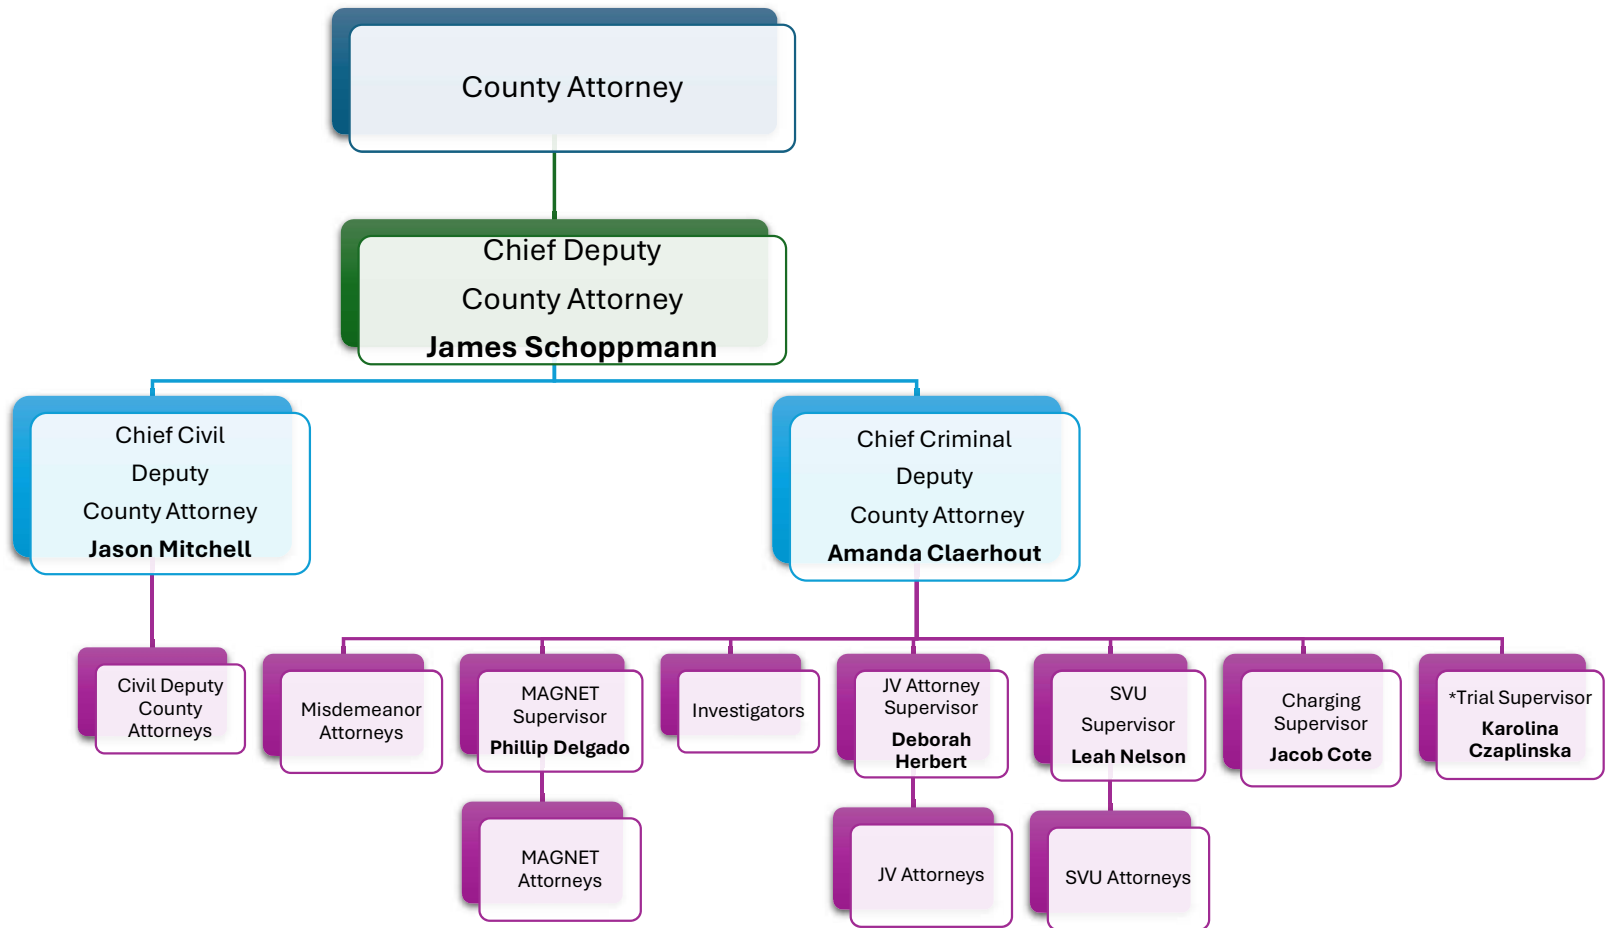 County Attorney
Chief Deputy
County Attorney
James Schoppmann
Chief Civil
Deputy
County Attorney
Jason Mitchell
Chief Criminal
Deputy
County Attorney
Amanda Claerhout
Civil Deputy
County
Attorneys
Misdemeanor
Attorneys
MAGNET
Supervisor
Phillip Delgado
Investigators
JV Attorney
Supervisor
Deborah
Herbert
SVU
Supervisor
Leah Nelson
Charging
Supervisor
Jacob Cote
*Trial Supervisor
Karolina
Czaplinska
MAGNET
Attorneys
JV Attorneys
SVU Attorneys